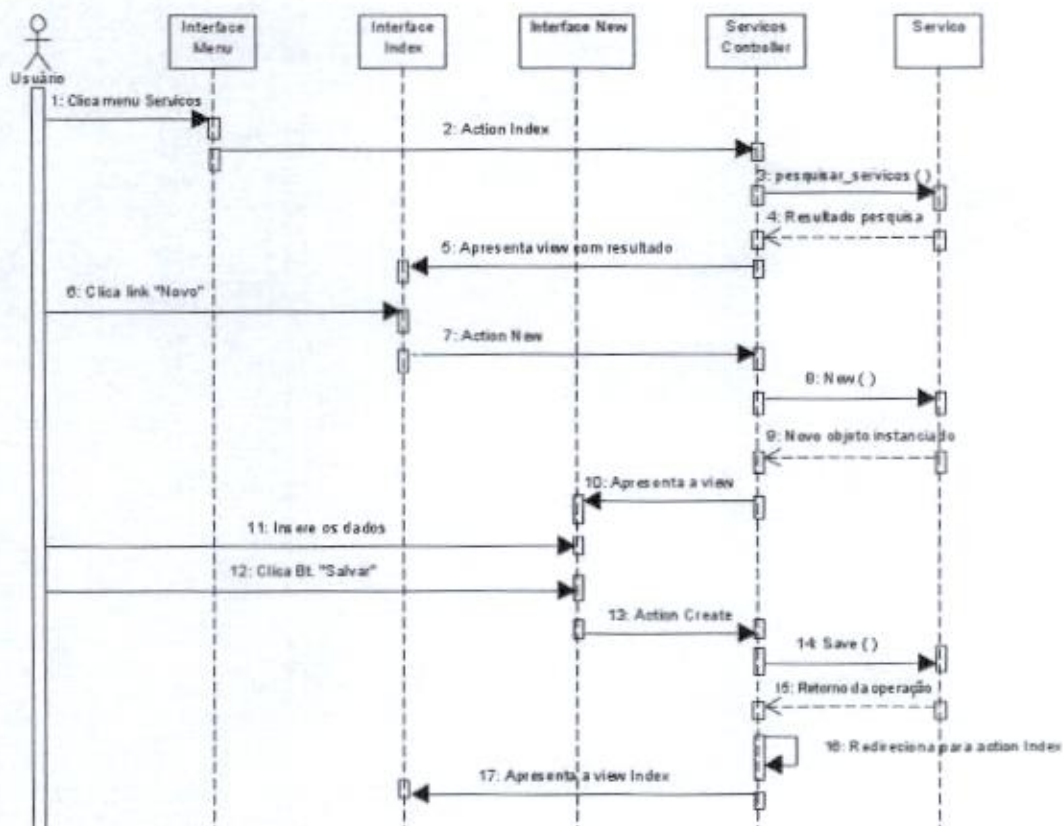 Usuário
Interface
Menu
Interface
Index
Interface New
Servicos
Controller
Servico
1: Clica menu Servicos
2: Action Index
3: pesquisar_servicos ( )
4: Resultado pesquisa
5: Apresenta view com resultado
6: Clica link "Novo"
7: Action New
8: New ( )
9: Novo objeto instanciado
10: Apresenta a view
11: Insere os dados
12: Clica Bt. "Salvar"
13: Action Create
14: Save ( )
15: Retorno da operação
16: Redireciona para action Index
17: Apresenta a view Index